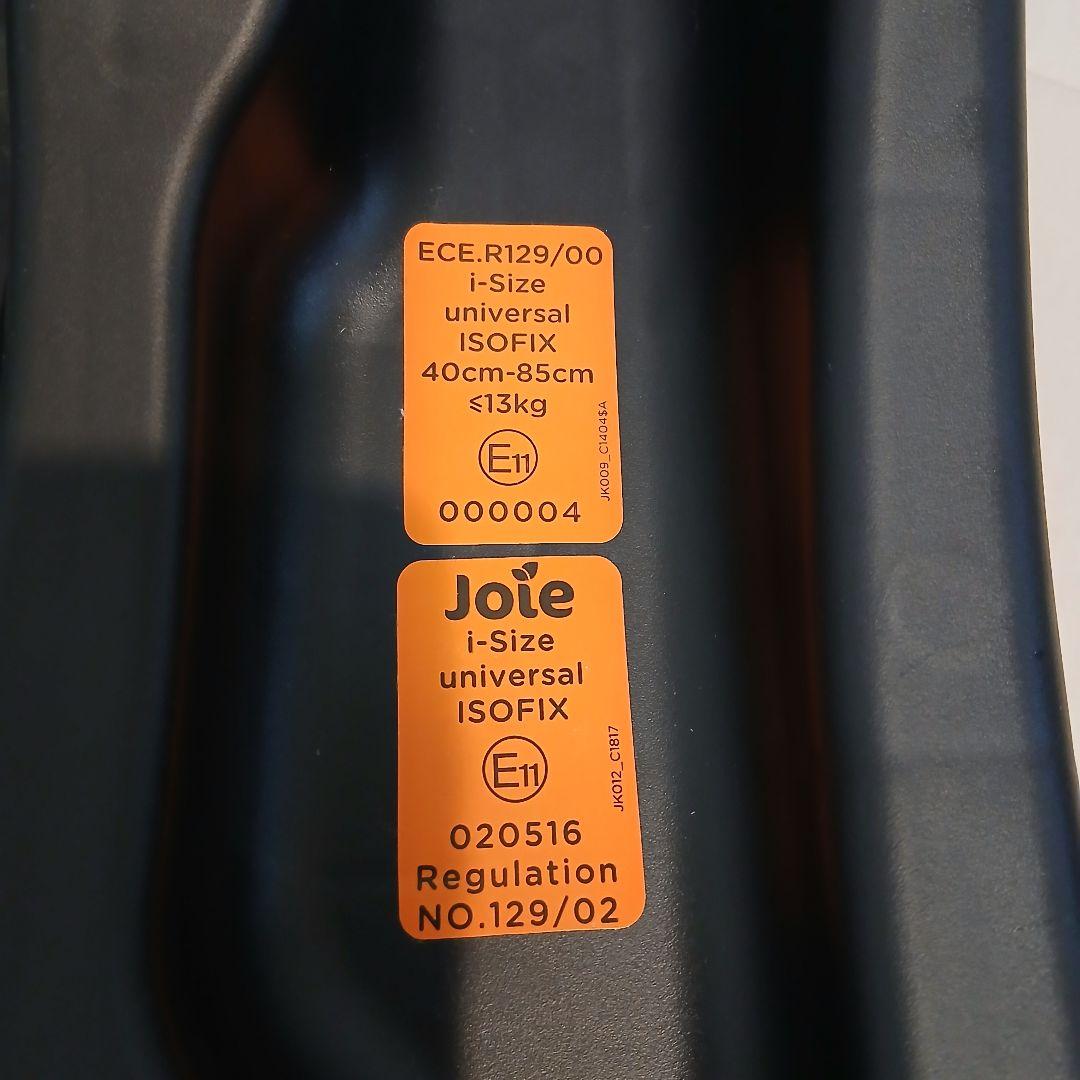 ECE.R129/00
i-Size
universal
ISOFIX
40cm-85cm
≤13kg
E11
000004
JK009_C1404$A
Joie
i-Size
universal
ISOFIX
E11
020516
Regulation
NO.129/02
JK012_C1817